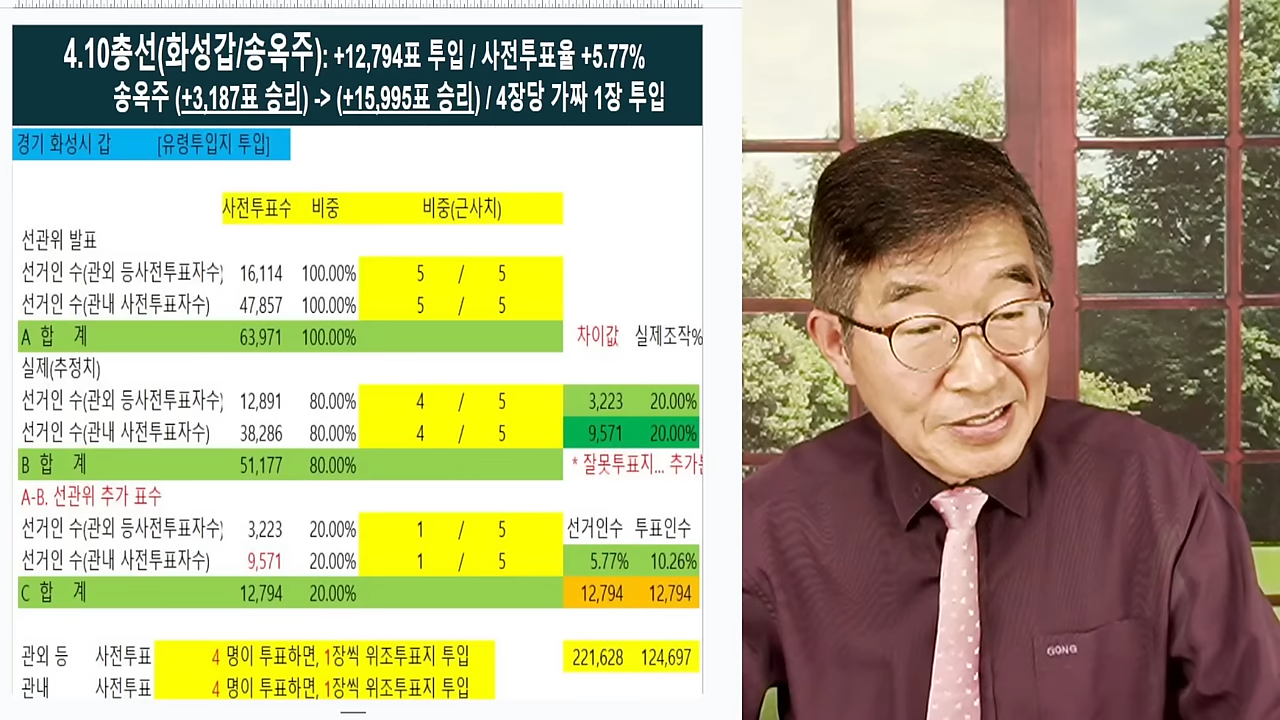 4.10총선(화성갑/송옥주): +12,794표 투입 / 사전투표율 +5.77%
송옥주 (+3,187표 승리) -> (+15,995표 승리) / 4장당 가짜 1장 투입
경기 화성시 갑 [유령투입지 투입]
사전투표수 비중 비중(근사치)
선관위 발표
선거인 수(관외 등사전투표자수) 16,114 100.00% 5 / 5
선거인 수(관내 사전투표자수) 47,857 100.00% 5 / 5
A 합 계 63,971 100.00% 차이값 실제조작%
실제(추정치)
선거인 수(관외 등사전투표자수) 12,891 80.00% 4 / 5 3,223 20.00%
선거인 수(관내 사전투표자수) 38,286 80.00% 4 / 5 9,571 20.00%
B 합 계 51,177 80.00% * 잘못투표지... 추가
A-B. 선관위 추가 표수
선거인 수(관외 등사전투표자수) 3,223 20.00% 1 / 5 선거인수 투표인수
선거인 수(관내 사전투표자수) 9,571 20.00% 1 / 5 5.77% 10.26%
C 합 계 12,794 20.00% 12,794 12,794
관외 등 사전투표 4 명이 투표하면, 1장씩 위조투표지 투입 221,628 124,697
관내 사전투표 4 명이 투표하면, 1장씩 위조투표지 투입
GONG